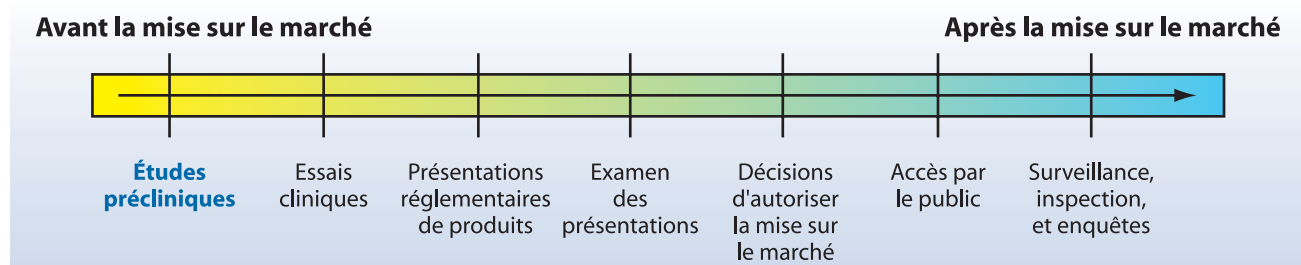 Avant la mise sur le marché
Après la mise sur le marché
Études
précliniques
Essais
cliniques
Présentations
réglementaires
de produits
Examen
des
présentations
Décisions
d'autoriser
la mise sur
le marché
Accès par
le public
Surveillance,
inspection,
et enquêtes